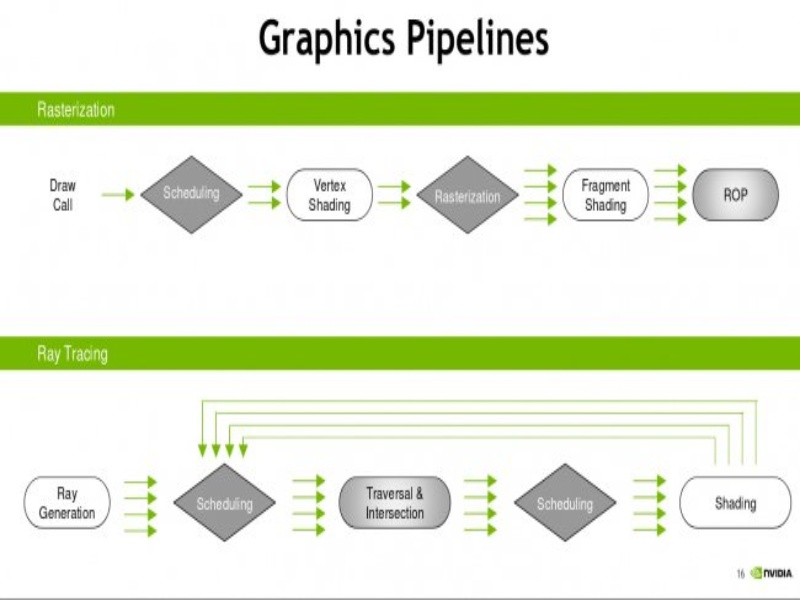 Graphics Pipelines
Rasterization
Draw
Call
Scheduling
Vertex
Shading
Rasterization
Fragment
Shading
ROP
Ray Tracing
Ray
Generation
Scheduling
Traversal &
Intersection
Scheduling
Shading
16 NVIDIA